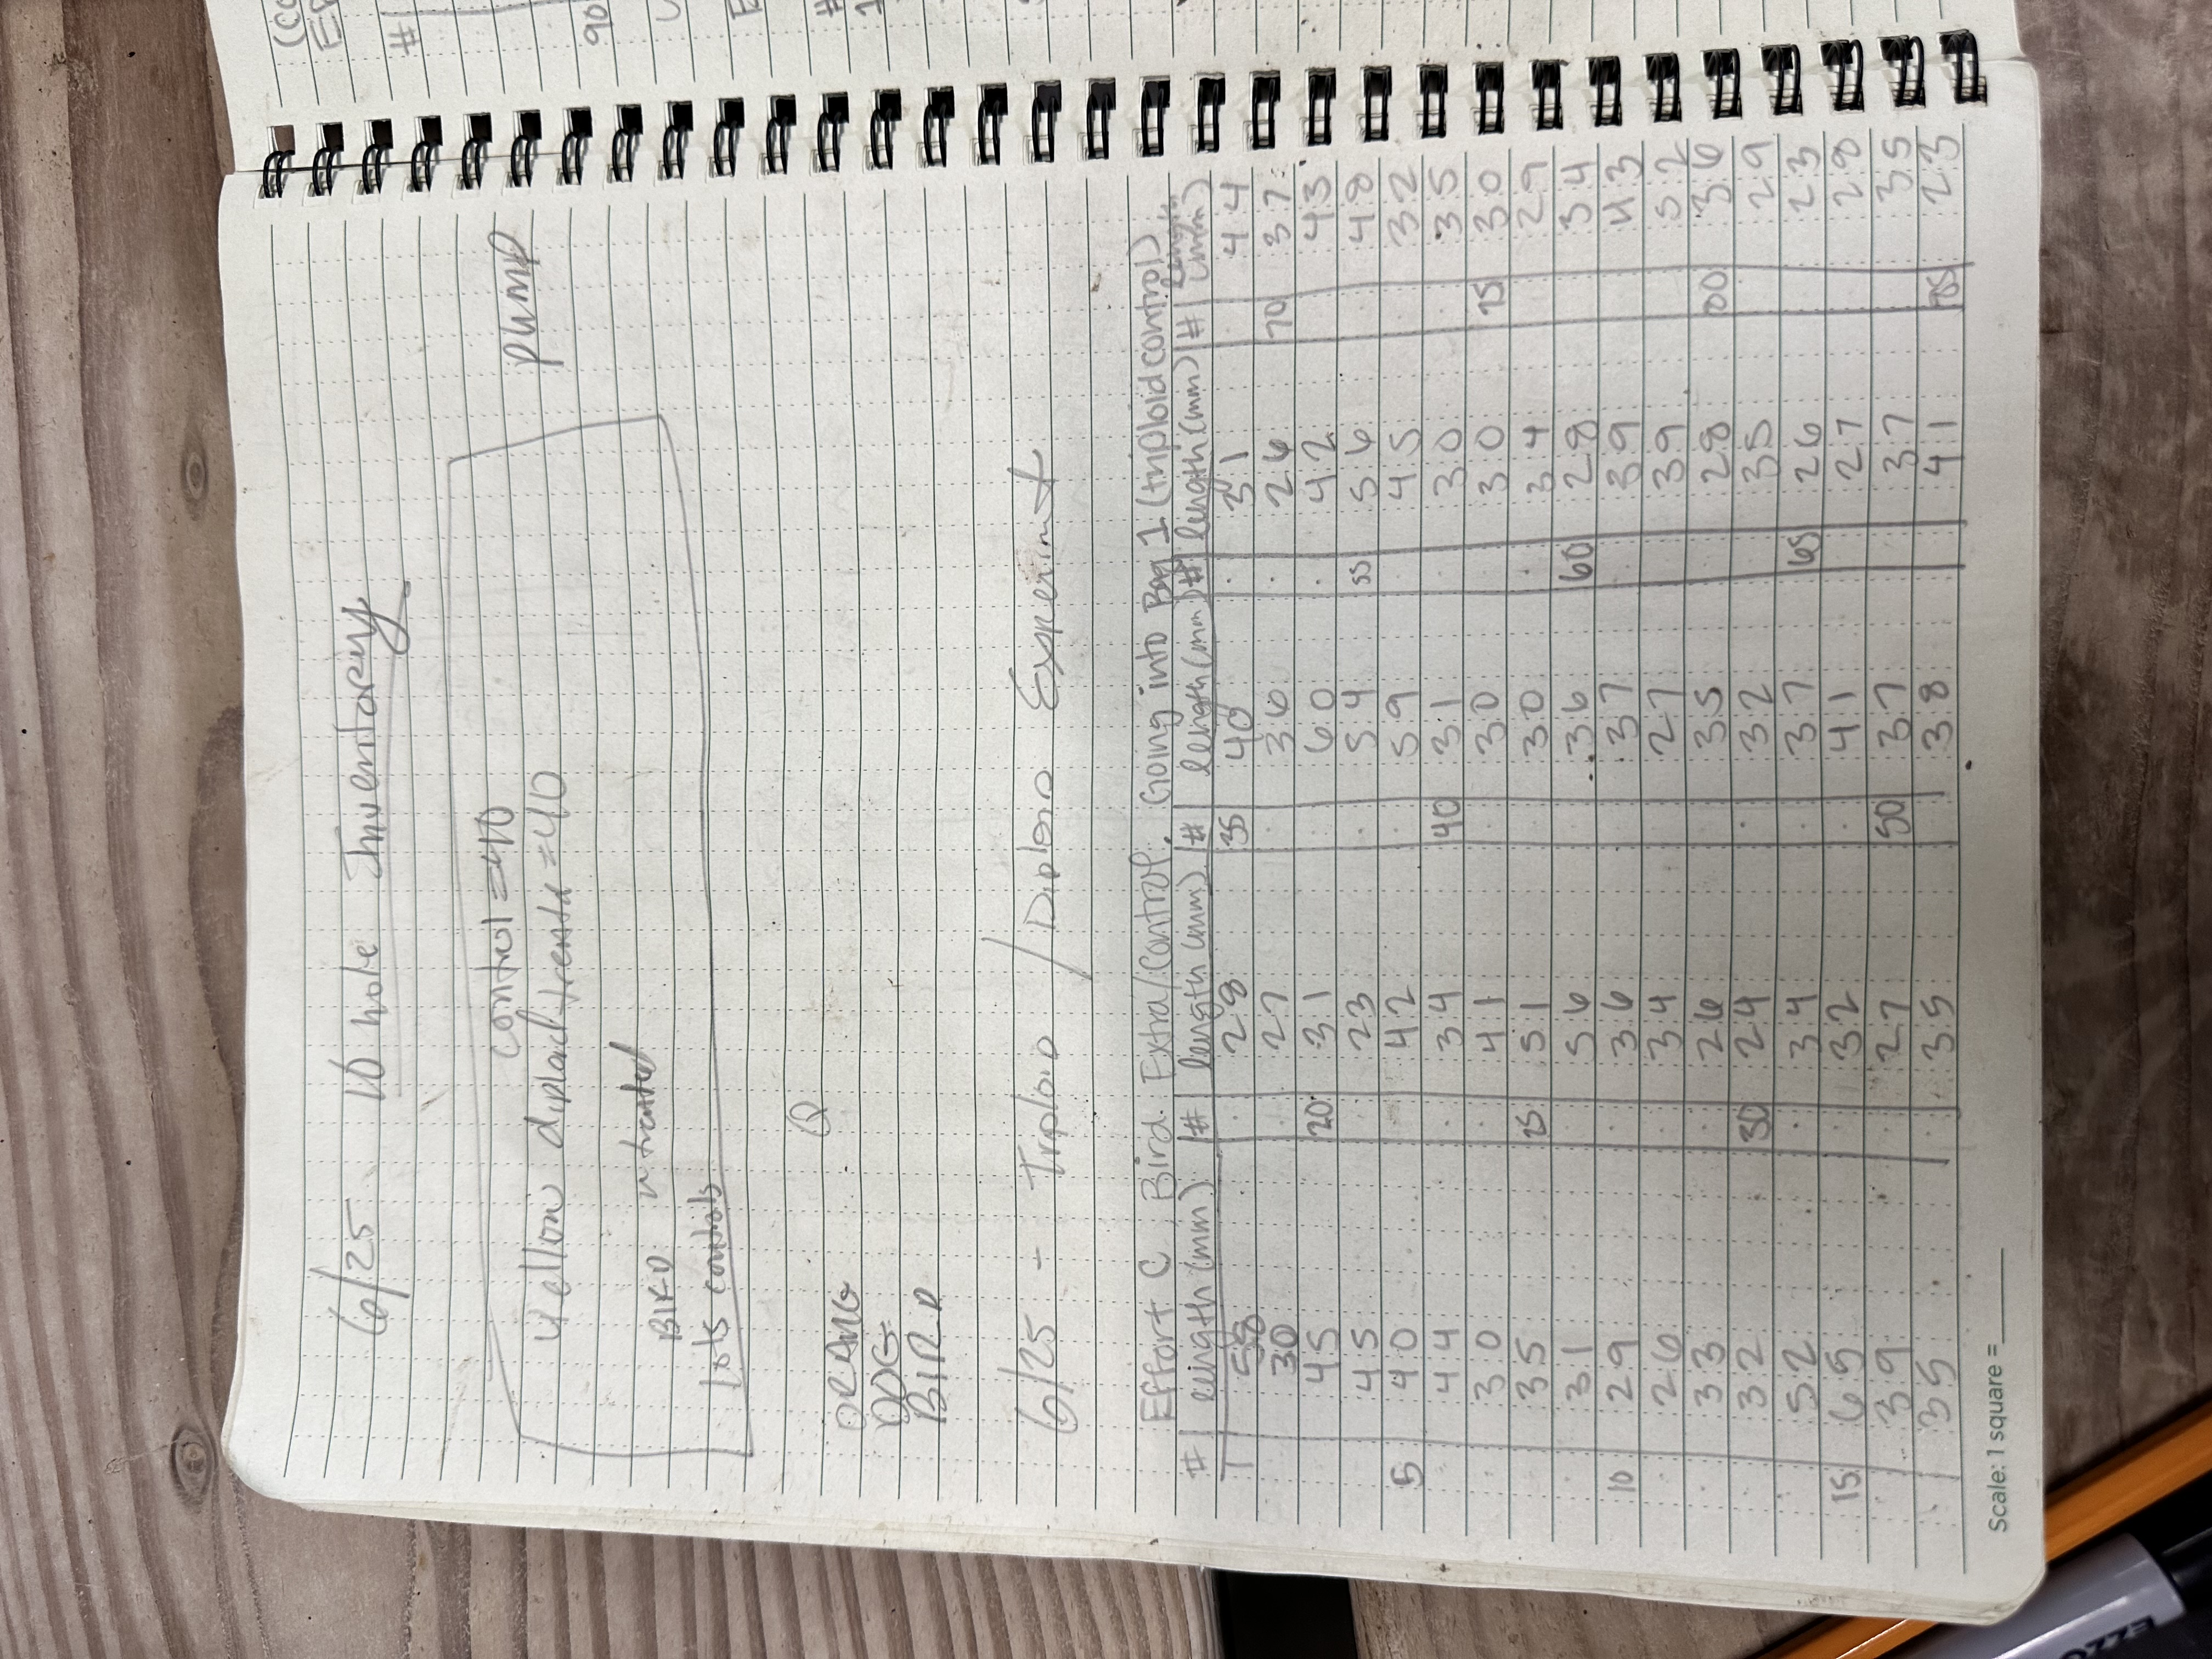 6/25 10 hole Inventory
control = 40
Yellow diploid treated = 40
pump
BIRD untreated
lots controls
Q
ORANG
DOG
BIRD
6/25 - Triploid / Diploid Experimt
Effort C, Bird. Extra/Control. Going into Bag 1 (triploid control)
# length (mm) # length (mm) # length (mm) # length (mm) # length (mm)
1 58 28 35 40 31 44
30 27 36 26 70 37
45 20 31 60 42 43
45 23 54 55 56 48
5 40 42 59 45 32
44 34 40 31 30 35
30 41 30 30 75 30
35 25 51 30 34 29
31 56 36 60 28 34
10 29 36 37 39 43
26 34 27 39 52
33 26 35 28 80 36
32 30 24 32 35 29
52 34 37 65 26 23
15 65 32 41 27 28
39 27 50 37 37 35
35 35 38 41 85 23
Scale: 1 square =
(CO
#
90
#
1